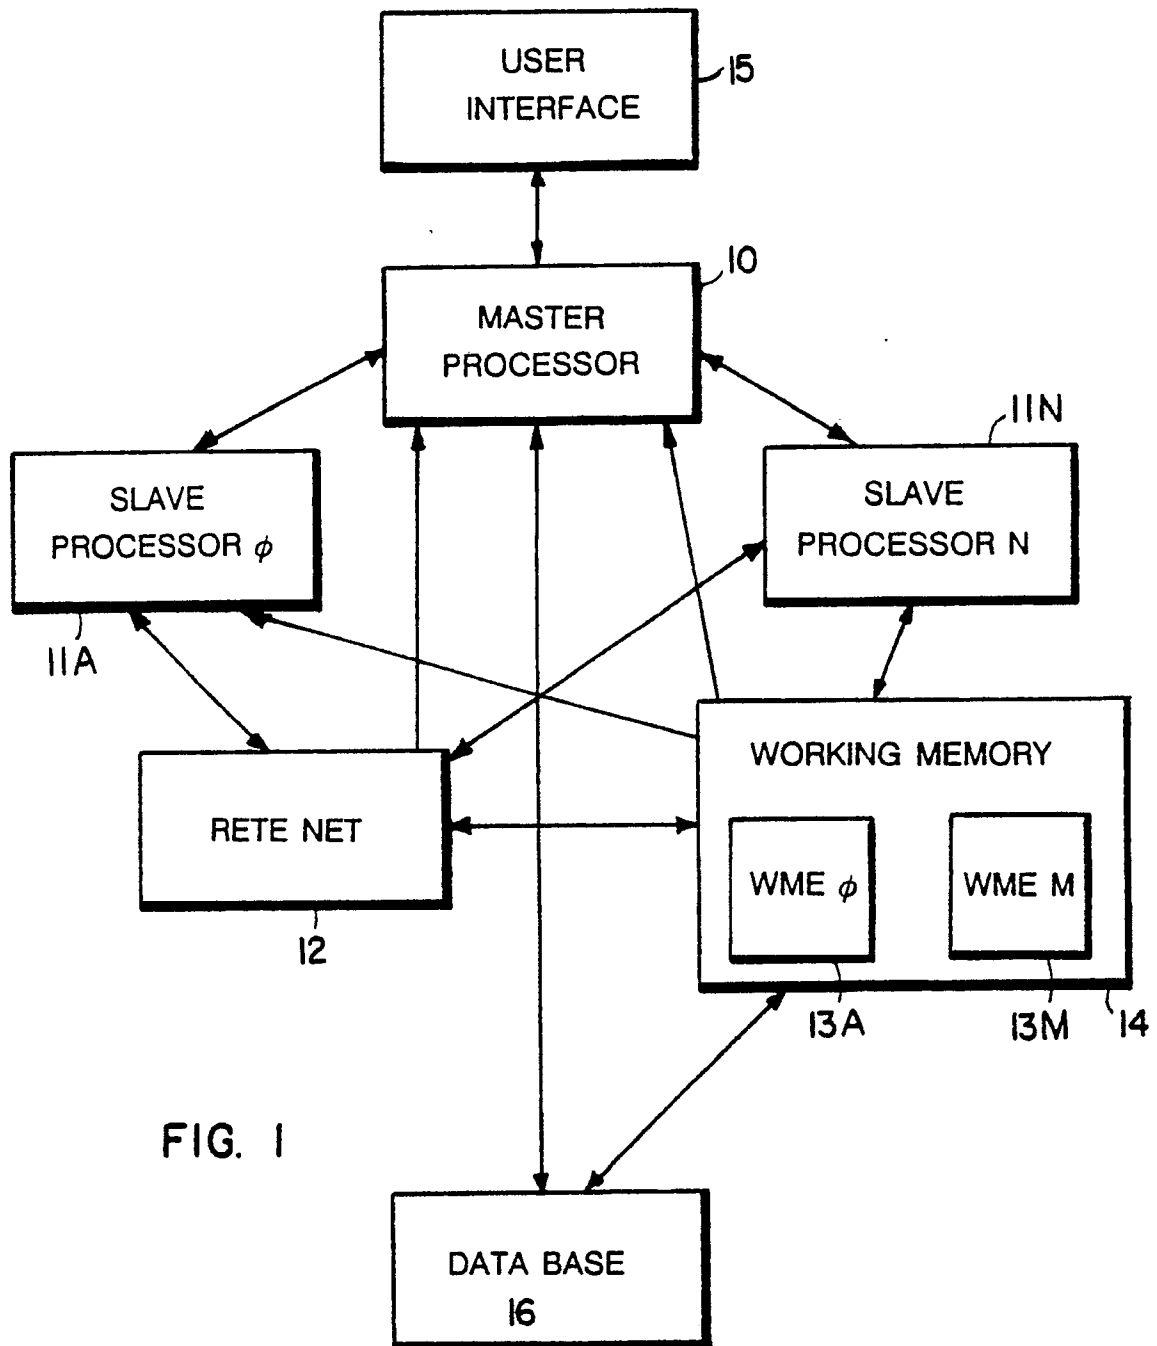 USER
INTERFACE
15
10
MASTER
PROCESSOR
11N
SLAVE
PROCESSOR φ
SLAVE
PROCESSOR N
11A
WORKING MEMORY
RETE NET
WME φ
WME M
12
13A
13M
14
FIG. 1
DATA BASE
16